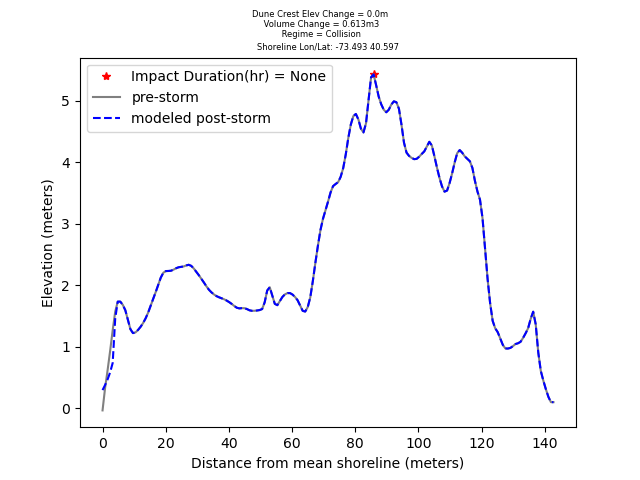 Dune Crest Elev Change = 0.0m
Volume Change = 0.613m3
Regime = Collision
Shoreline Lon/Lat: -73.493 40.597
Impact Duration(hr) = None
pre-storm
modeled post-storm
Elevation (meters)
5
4
3
2
1
0
0 20 40 60 80 100 120 140
Distance from mean shoreline (meters)